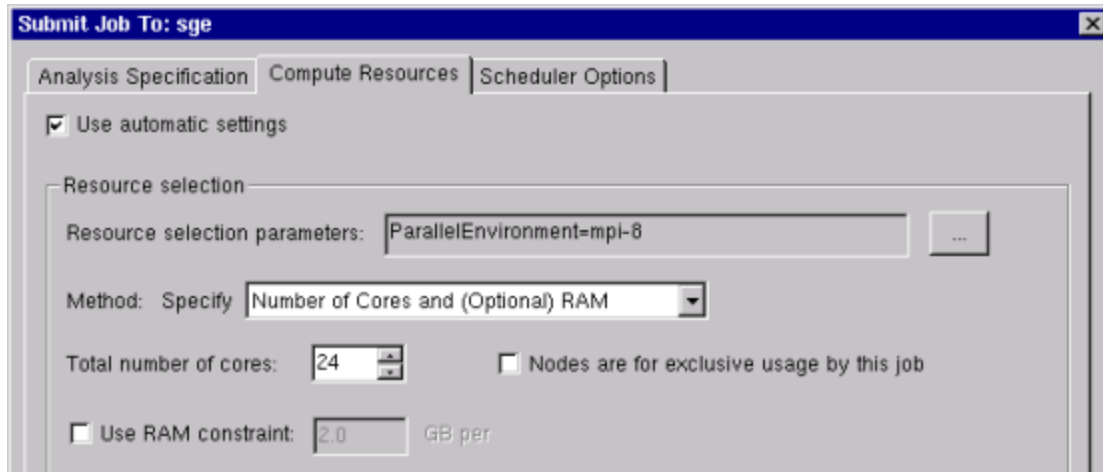 Submit Job To: sge
Analysis Specification Compute Resources Scheduler Options
Use automatic settings
Resource selection
Resource selection parameters: ParallelEnvironment=mpi-8 ...
Method: Specify Number of Cores and (Optional) RAM
Total number of cores: 24 Nodes are for exclusive usage by this job
Use RAM constraint: 2.0 GB per